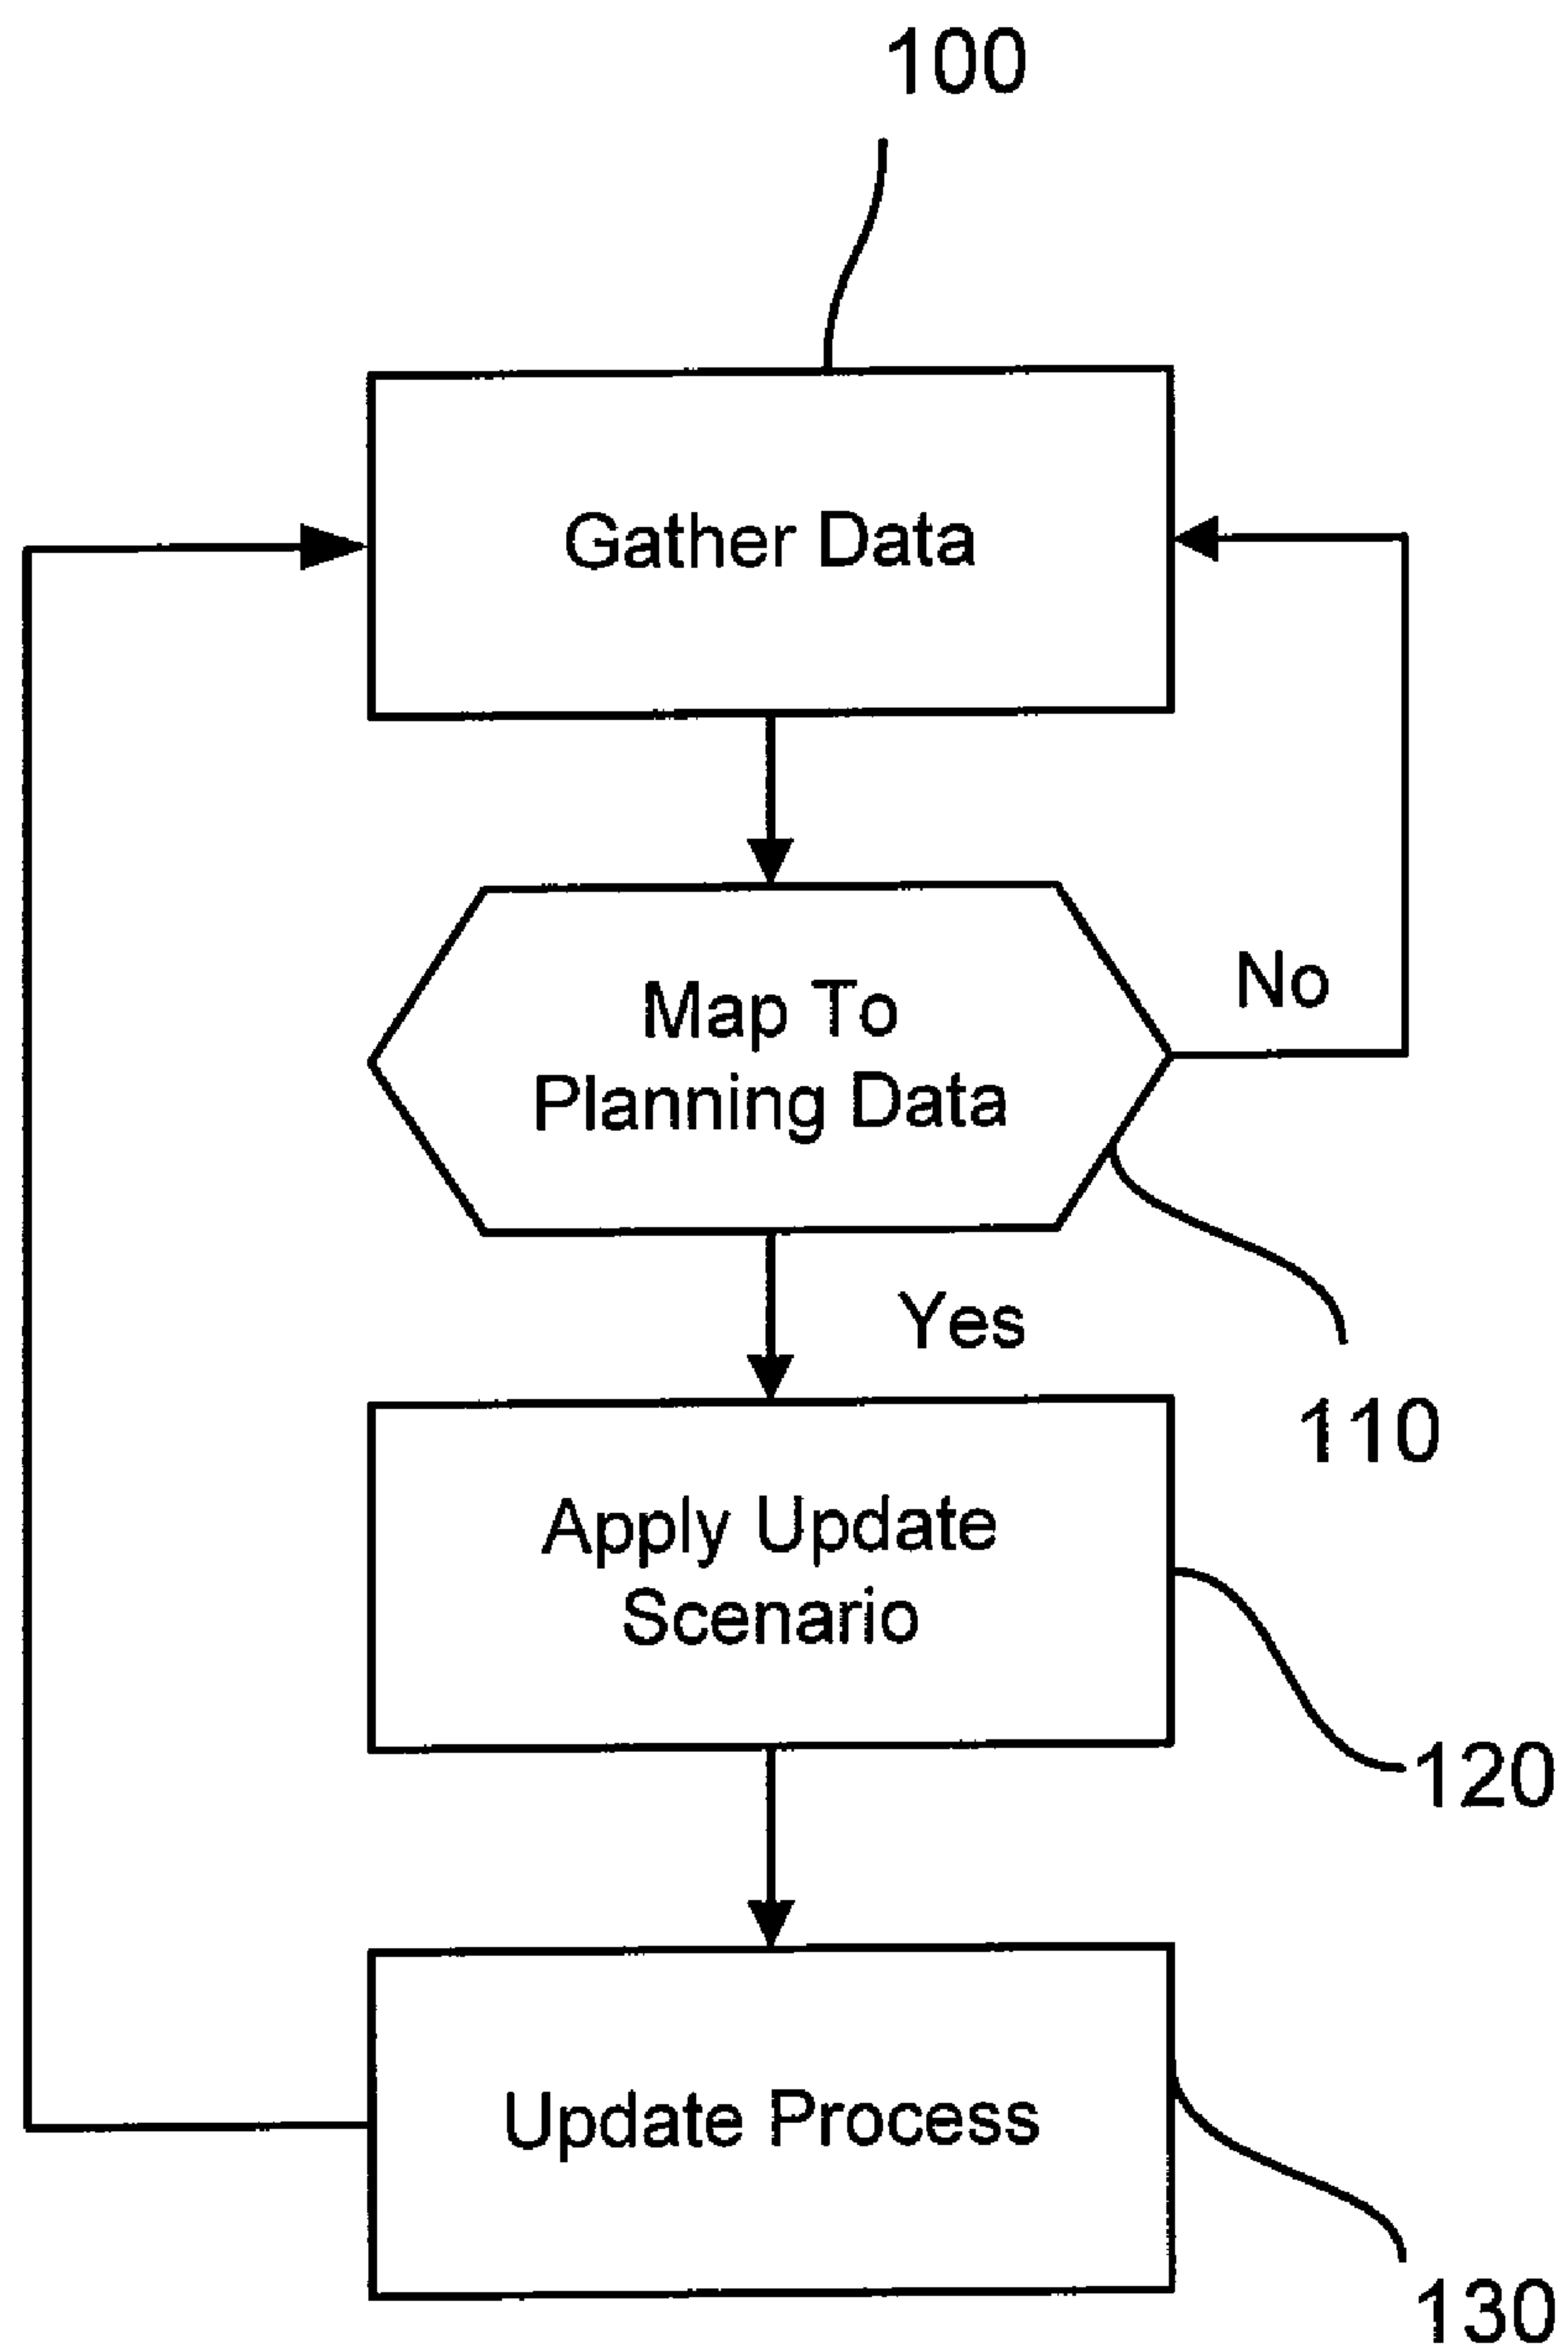 100
Gather Data
Map To
Planning Data
No
Yes
110
Apply Update
Scenario
120
Update Process
130